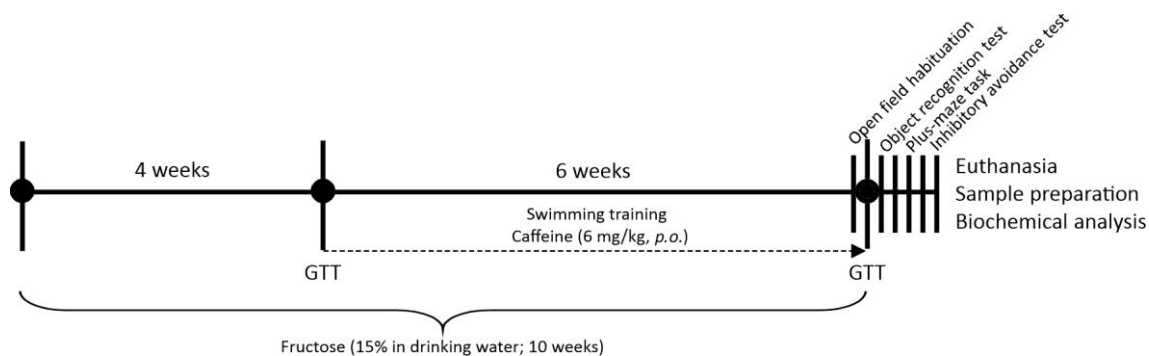 Open field habituation
Object recognition test
Plus-maze task
Inhibitory avoidance test
4 weeks
6 weeks
Euthanasia
Sample preparation
Biochemical analysis
Swimming training
Caffeine (6 mg/kg, p.o.)
GTT
GTT
Fructose (15% in drinking water; 10 weeks)